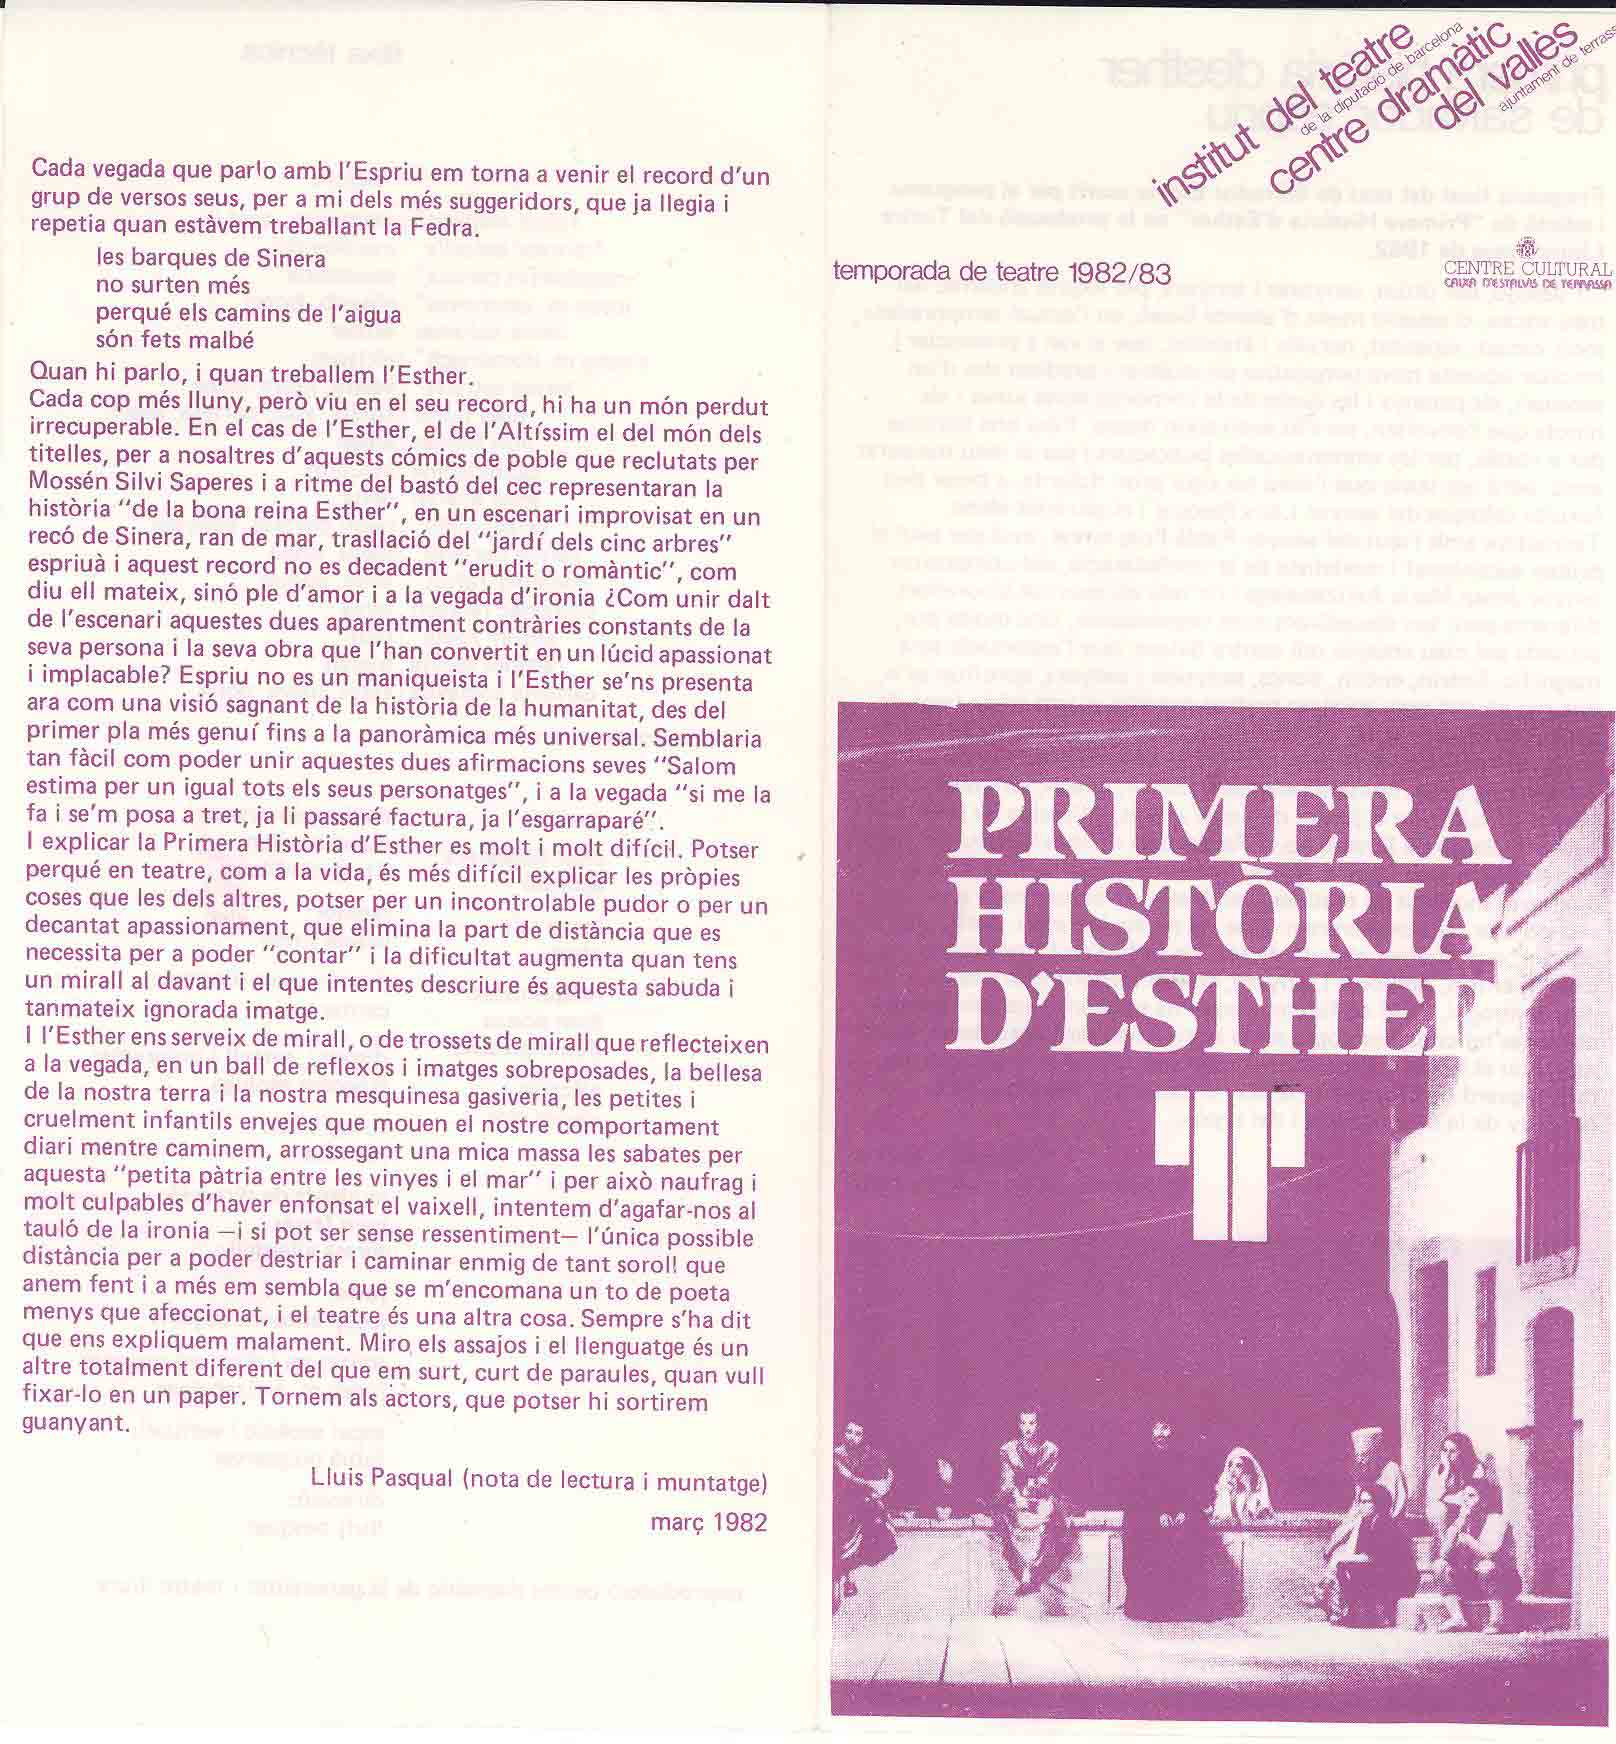 Cada vegada que parlo amb l'Espriu em torna a venir el record d'un
grup de versos seus, per a mi dels més suggeridors, que ja llegia i
repetia quan estàvem treballant la Fedra.
les barques de Sinera
no surten més
perqué els camins de l'aigua
són fets malbé
Quan hi parlo, i quan treballem l'Esther.
Cada cop més lluny, però viu en el seu record, hi ha un món perdut
irrecuperable. En el cas de l'Esther, el de l'Altíssim el del món dels
titelles, per a nosaltres d'aquests cómics de poble que reclutats per
Mossén Silvi Saperes i a ritme del bastó del cec representaran la
història "de la bona reina Esther", en un escenari improvisat en un
recó de Sinera, ran de mar, trasllació del "jardí dels cinc arbres"
espriuà i aquest record no es decadent "erudit o romàntic", com
diu ell mateix, sinó ple d'amor i a la vegada d'ironia ¿Com unir dalt
de l'escenari aquestes dues aparentment contràries constants de la
seva persona i la seva obra que l'han convertit en un lúcid apassionat
i implacable? Espriu no es un maniqueista i l'Esther se'ns presenta
ara com una visió sagnant de la història de la humanitat, des del
primer pla més genuí fins a la panoràmica més universal. Semblaria
tan fàcil com poder unir aquestes dues afirmacions seves "Salom
estima per un igual tots els seus personatges", i a la vegada "si me la
fa i se'm posa a tret, ja li passaré factura, ja l'esgarraparé".
I explicar la Primera Història d'Esther es molt i molt difícil. Potser
perqué en teatre, com a la vida, és més difícil explicar les pròpies
coses que les dels altres, potser per un incontrolable pudor o per un
decantat apassionament, que elimina la part de distància que es
necessita per a poder "contar" i la dificultat augmenta quan tens
un mirall al davant i el que intentes descriure és aquesta sabuda i
tanmateix ignorada imatge.
I l'Esther ens serveix de mirall, o de trossets de mirall que reflecteixen
a la vegada, en un ball de reflexos i imatges sobreposades, la bellesa
de la nostra terra i la nostra mesquinesa gasiveria, les petites i
cruelment infantils envejes que mouen el nostre comportament
diari mentre caminem, arrossegant una mica massa les sabates per
aquesta "petita pàtria entre les vinyes i el mar" i per això naufrag i
molt culpables d'haver enfonsat el vaixell, intentem d'agafar-nos al
tauló de la ironia —i si pot ser sense ressentiment— l'única possible
distància per a poder destriar i caminar enmig de tant soroll que
anem fent i a més em sembla que se m'encomana un to de poeta
menys que afeccionat, i el teatre és una altra cosa. Sempre s'ha dit
que ens expliquem malament. Miro els assajos i el llenguatge és un
altre totalment diferent del que em surt, curt de paraules, quan vull
fixar-lo en un paper. Tornem als actors, que potser hi sortirem
guanyant.
Lluis Pasqual (nota de lectura i muntatge)
març 1982
institut del teatre
de la diputació de barcelona
centre dramàtic
del vallès
ajuntament de terrass
temporada de teatre 1982/83
CENTRE CULTURAL
CAIXA D'ESTALVIS DE TERRASSA
PRIMERA
HISTÒRIA
D'ESTHER